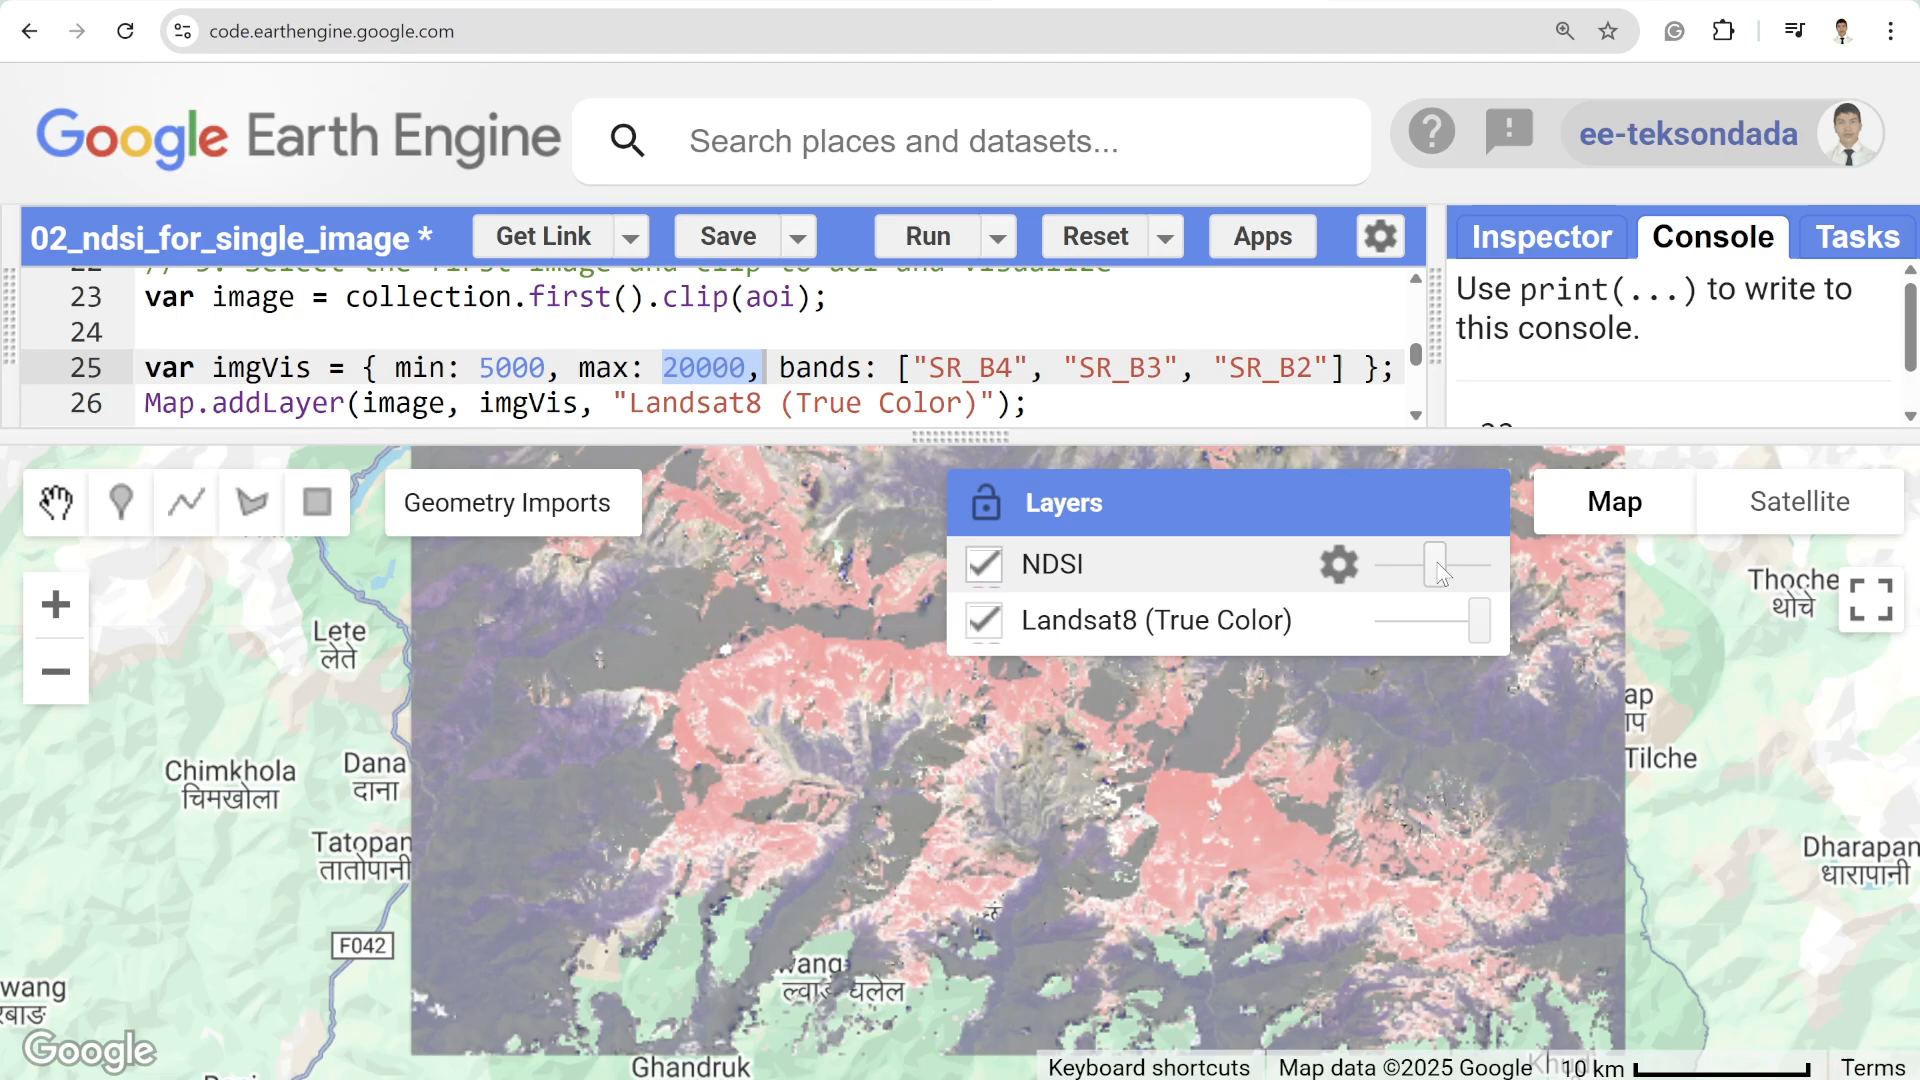 code.earthengine.google.com
Google Earth Engine
Search places and datasets...
ee-teksondada
02_ndsi_for_single_image *
Get Link
Save
Run
Reset
Apps
Inspector
Console
Tasks
23 var image = collection.first().clip(aoi);
24
25 var imgVis = { min: 5000, max: 20000, bands: ["SR_B4", "SR_B3", "SR_B2"] };
26 Map.addLayer(image, imgVis, "Landsat8 (True Color)");
Use print(...) to write to
this console.
Geometry Imports
Layers
NDSI
Landsat8 (True Color)
Map
Satellite
Thoche
थोचे
Lete
लेते
Tilche
Chimkhola
चिमखोला
Dana
दाना
Tatopan
तातोपानी
Dharapan
धारापानी
F042
Ghandruk
Google
Keyboard shortcuts
Map data ©2025 Google
10 km
Terms